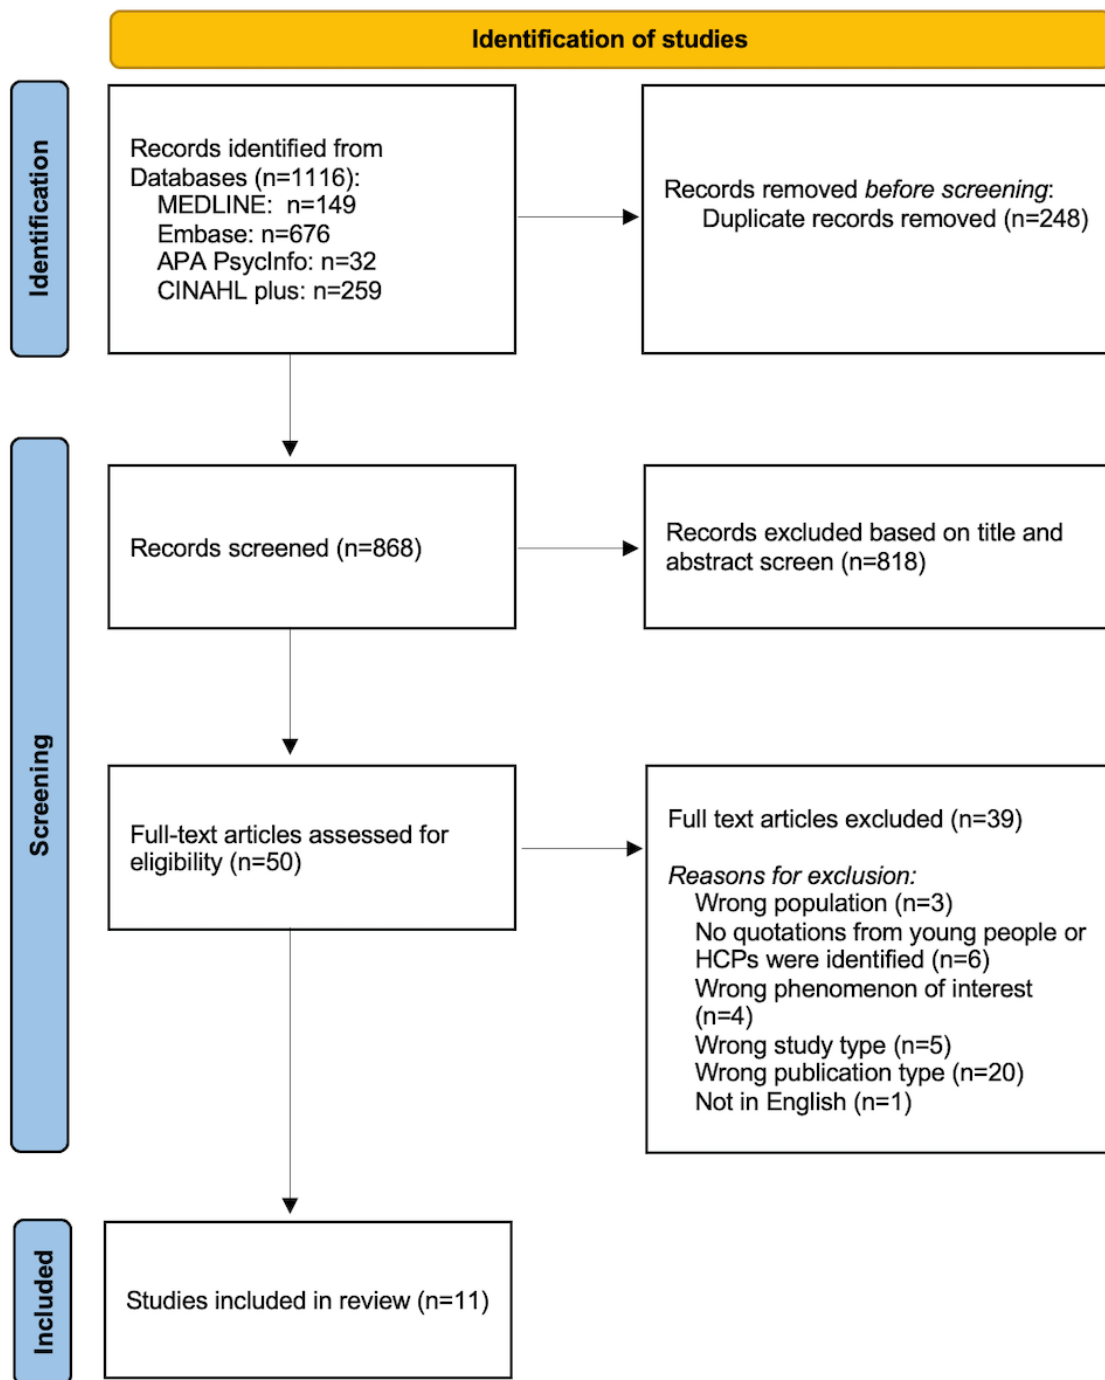 Identification of studies
Identification
Records identified from
Databases (n=1116):
MEDLINE:  n=149
Embase: n=676
APA PsycInfo: n=32
CINAHL plus: n=259
Records removed before screening:
Duplicate records removed (n=248)
Screening
Records screened (n=868)
Records excluded based on title and
abstract screen (n=818)
Full-text articles assessed for
eligibility (n=50)
Full text articles excluded (n=39)
Reasons for exclusion:
Wrong population (n=3)
No quotations from young people or
HCPs were identified (n=6)
Wrong phenomenon of interest
(n=4)
Wrong study type (n=5)
Wrong publication type (n=20)
Not in English (n=1)
Included
Studies included in review (n=11)